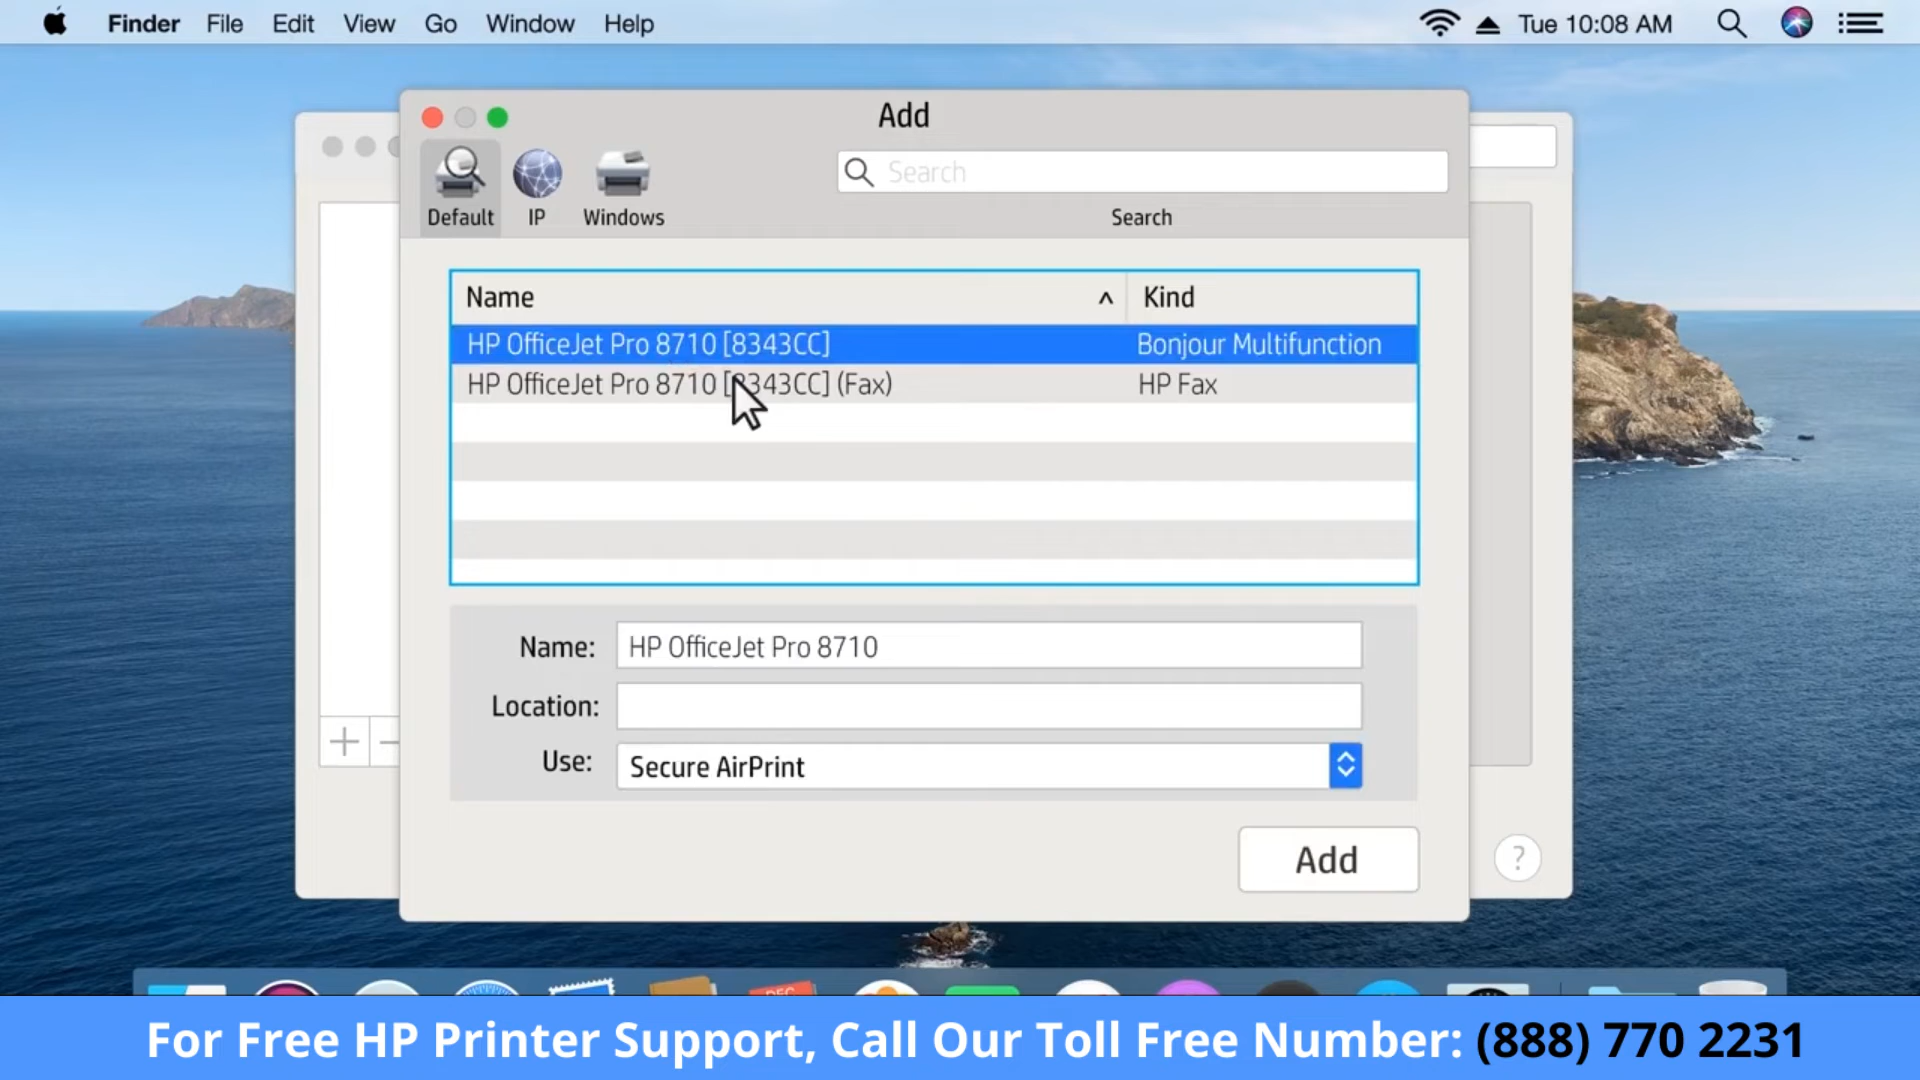 Finder File Edit View Go Window Help Tue 10:08 AM
Add
Search
Default IP Windows Search
Name Kind
HP OfficeJet Pro 8710 [8343CC] Bonjour Multifunction
HP OfficeJet Pro 8710 [8343CC] (Fax) HP Fax
Name: HP OfficeJet Pro 8710
Location:
Use: Secure AirPrint
Add
?
DEC
For Free HP Printer Support, Call Our Toll Free Number: (888) 770 2231